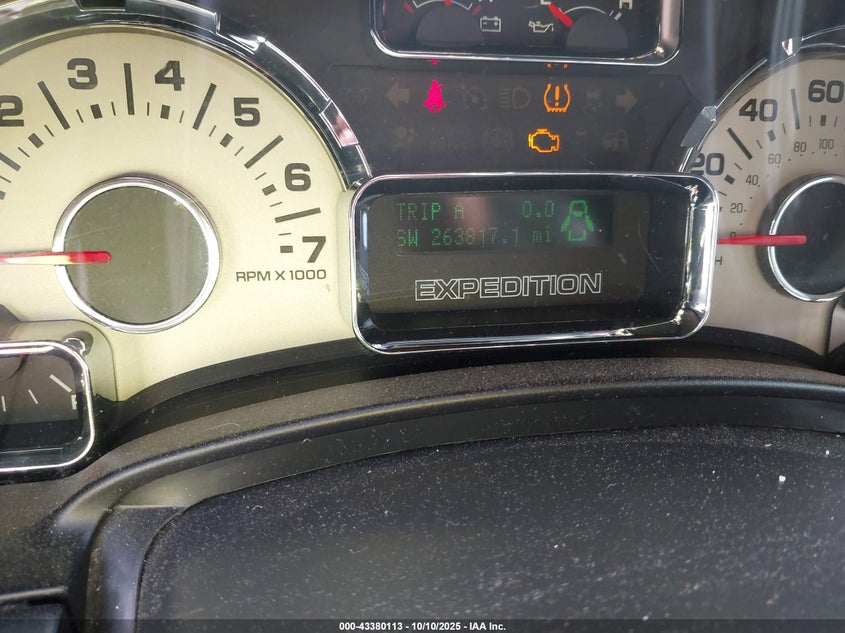 H
2 3 4 5 6 7
RPM X 1000
TRIP A 0.0
SW 263817.1 mi
EXPEDITION
20 40 60
20 40 60 80 100
000-43380113 - 10/10/2025 - IAA Inc.